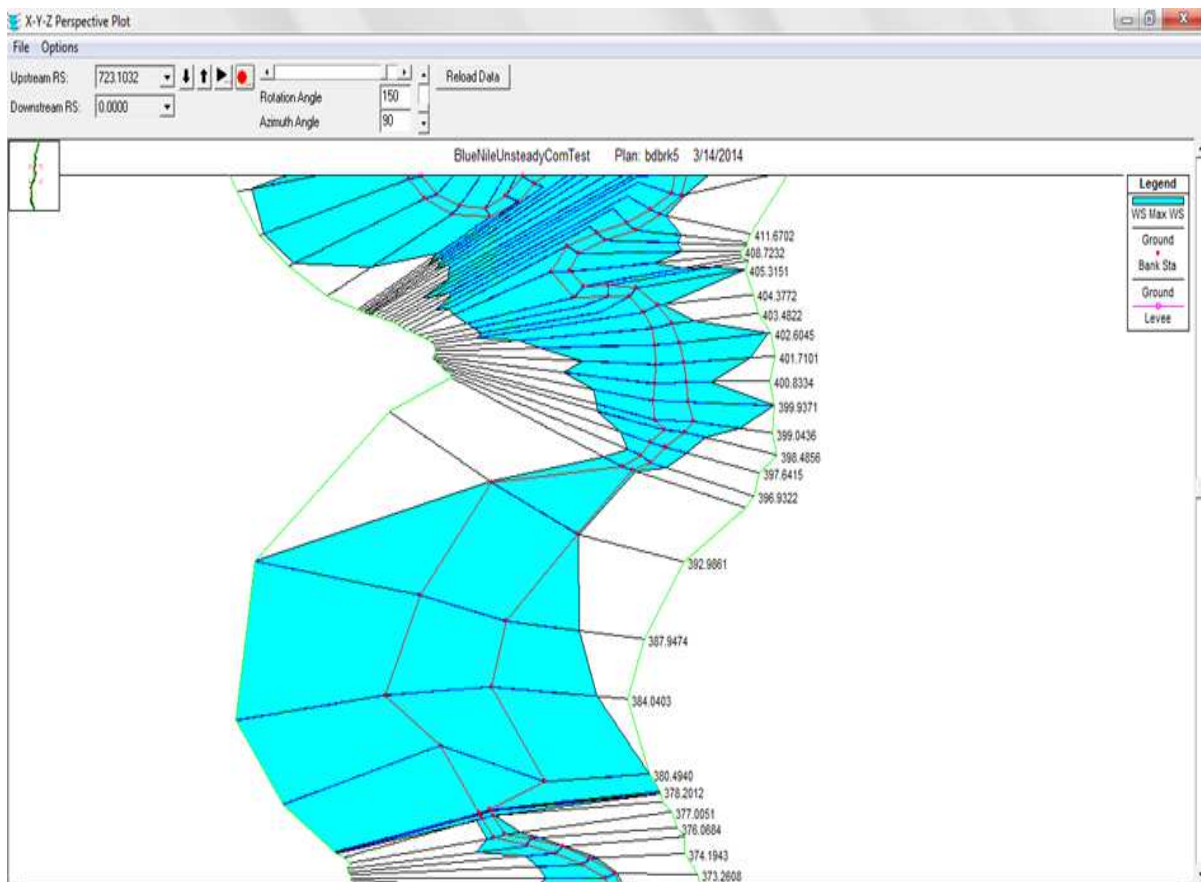 X-Y-Z Perspective Plot
File Options
Upstream RS: 723.1032
Reload Data
Rotation Angle 150
Downstream RS: 0.0000
Azimuth Angle 90
BlueNileUnsteadyComTest Plan: bdbrk5 3/14/2014
Legend
WS Max WS
Ground
Bank Sta
Ground
Levee
411.6702
408.7232
405.3151
404.3772
403.4822
402.6045
401.7101
400.8334
399.9371
399.0436
398.4856
397.6415
396.9322
392.9861
387.9474
384.0403
380.4940
378.2012
377.0051
376.0684
374.1943
373.2608